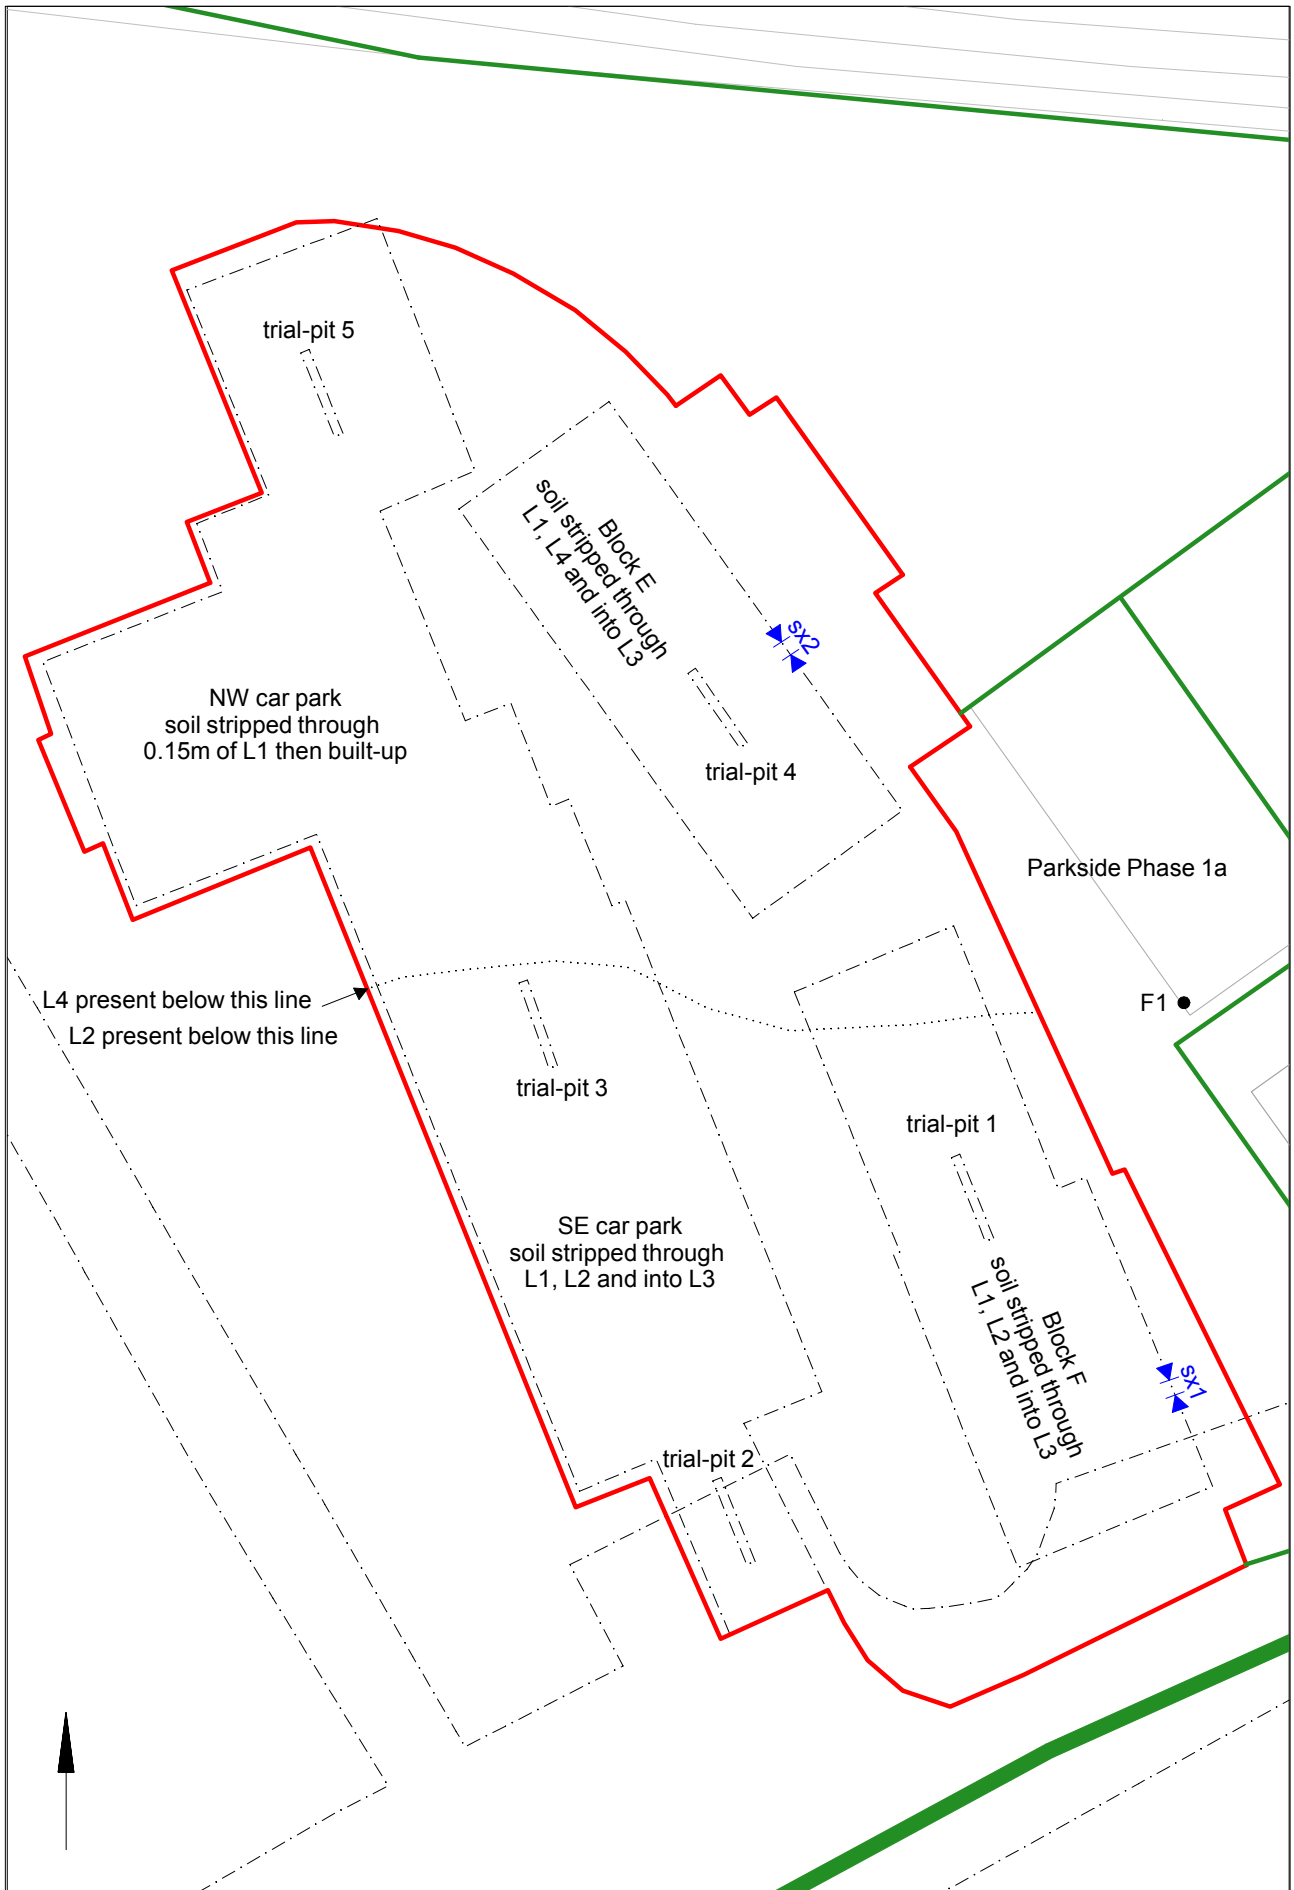 trial-pit 5
Block E
soil stripped through
L1, L4 and into L3
sx2
NW car park
soil stripped through
0.15m of L1 then built-up
trial-pit 4
Parkside Phase 1a
L4 present below this line
L2 present below this line
F1
trial-pit 3
trial-pit 1
SE car park
soil stripped through
L1, L2 and into L3
Block F
soil stripped through
L1, L2 and into L3
sx1
trial-pit 2